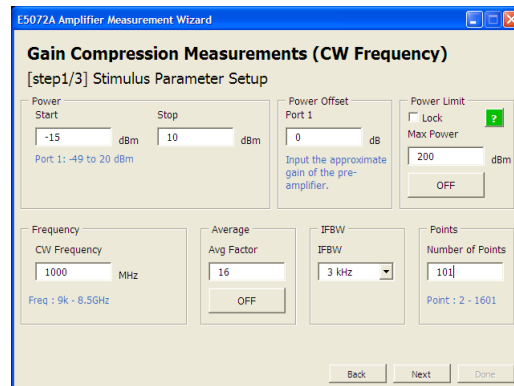 E5072A Amplifier Measurement Wizard
Gain Compression Measurements (CW Frequency)
[step1/3] Stimulus Parameter Setup
Power
Start
Stop
-15
dBm
10
dBm
Port 1: -49 to 20 dBm
Power Offset
Port 1
0
dB
Input the approximate
gain of the pre-
amplifier.
Power Limit
Lock
?
Max Power
200
dBm
OFF
Frequency
CW Frequency
1000
MHz
Freq : 9k - 8.5GHz
Average
Avg Factor
16
OFF
IFBW
IFBW
3 kHz
Points
Number of Points
101
Point : 2 - 1601
Back
Next
Done